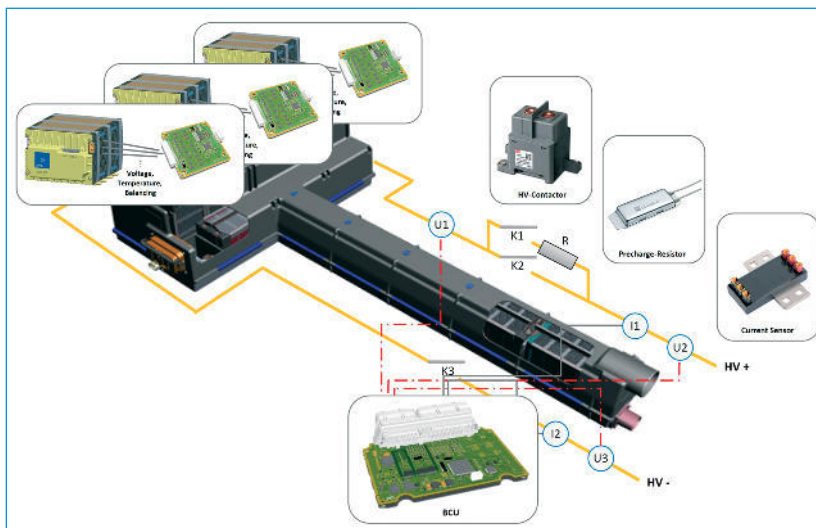 Voltage,
Temperature,
Balancing
HV-Contactor
Precharge-Resistor
Current Sensor
U1
K1
R
K2
I1
U2
HV +
K3
I2
U3
HV -
BCU